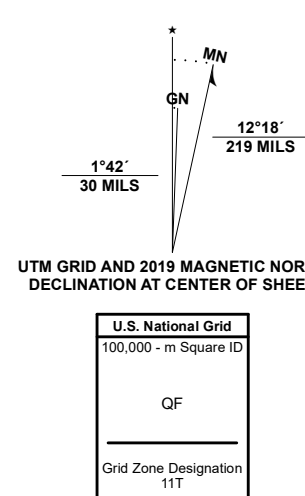 ★
MN
GN
12°18´
219 MILS
1°42´
30 MILS
UTM GRID AND 2019 MAGNETIC NOR
DECLINATION AT CENTER OF SHEE
U.S. National Grid
100,000 - m Square ID
QF
Grid Zone Designation
11T